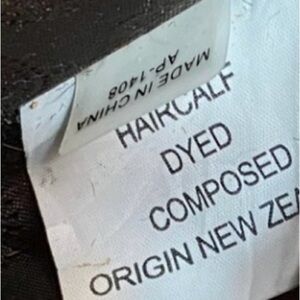 MADE IN CHINA
AP-1408
HAIRCALF
DYED
COMPOSED
ORIGIN NEW ZEA